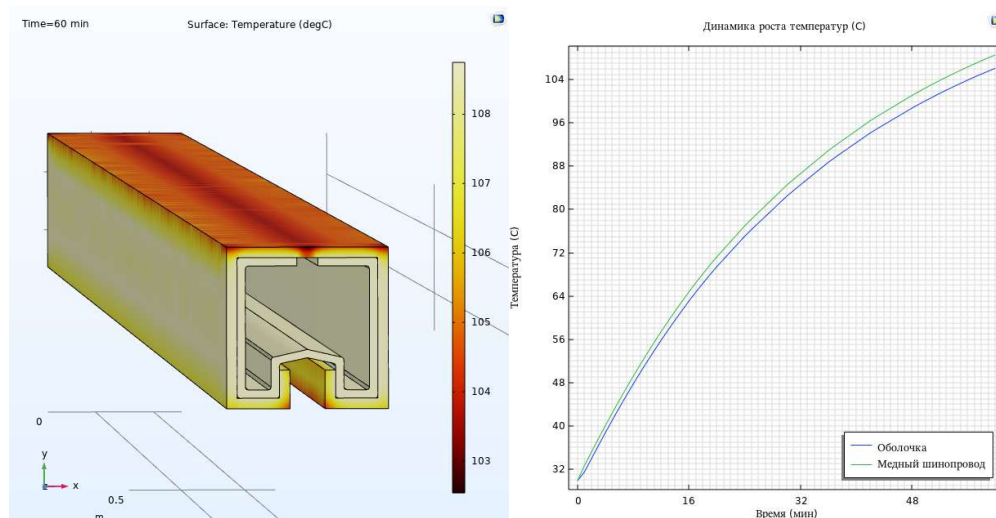 Time=60 min
Surface: Temperature (degC)
108
107
106
105
104
103
0
0.5
m
y
x
Динамика роста температур (C)
Температура (C)
104
96
88
80
72
64
56
48
40
32
0
16
32
48
Время (мин)
Оболочка
Медный шинопровод